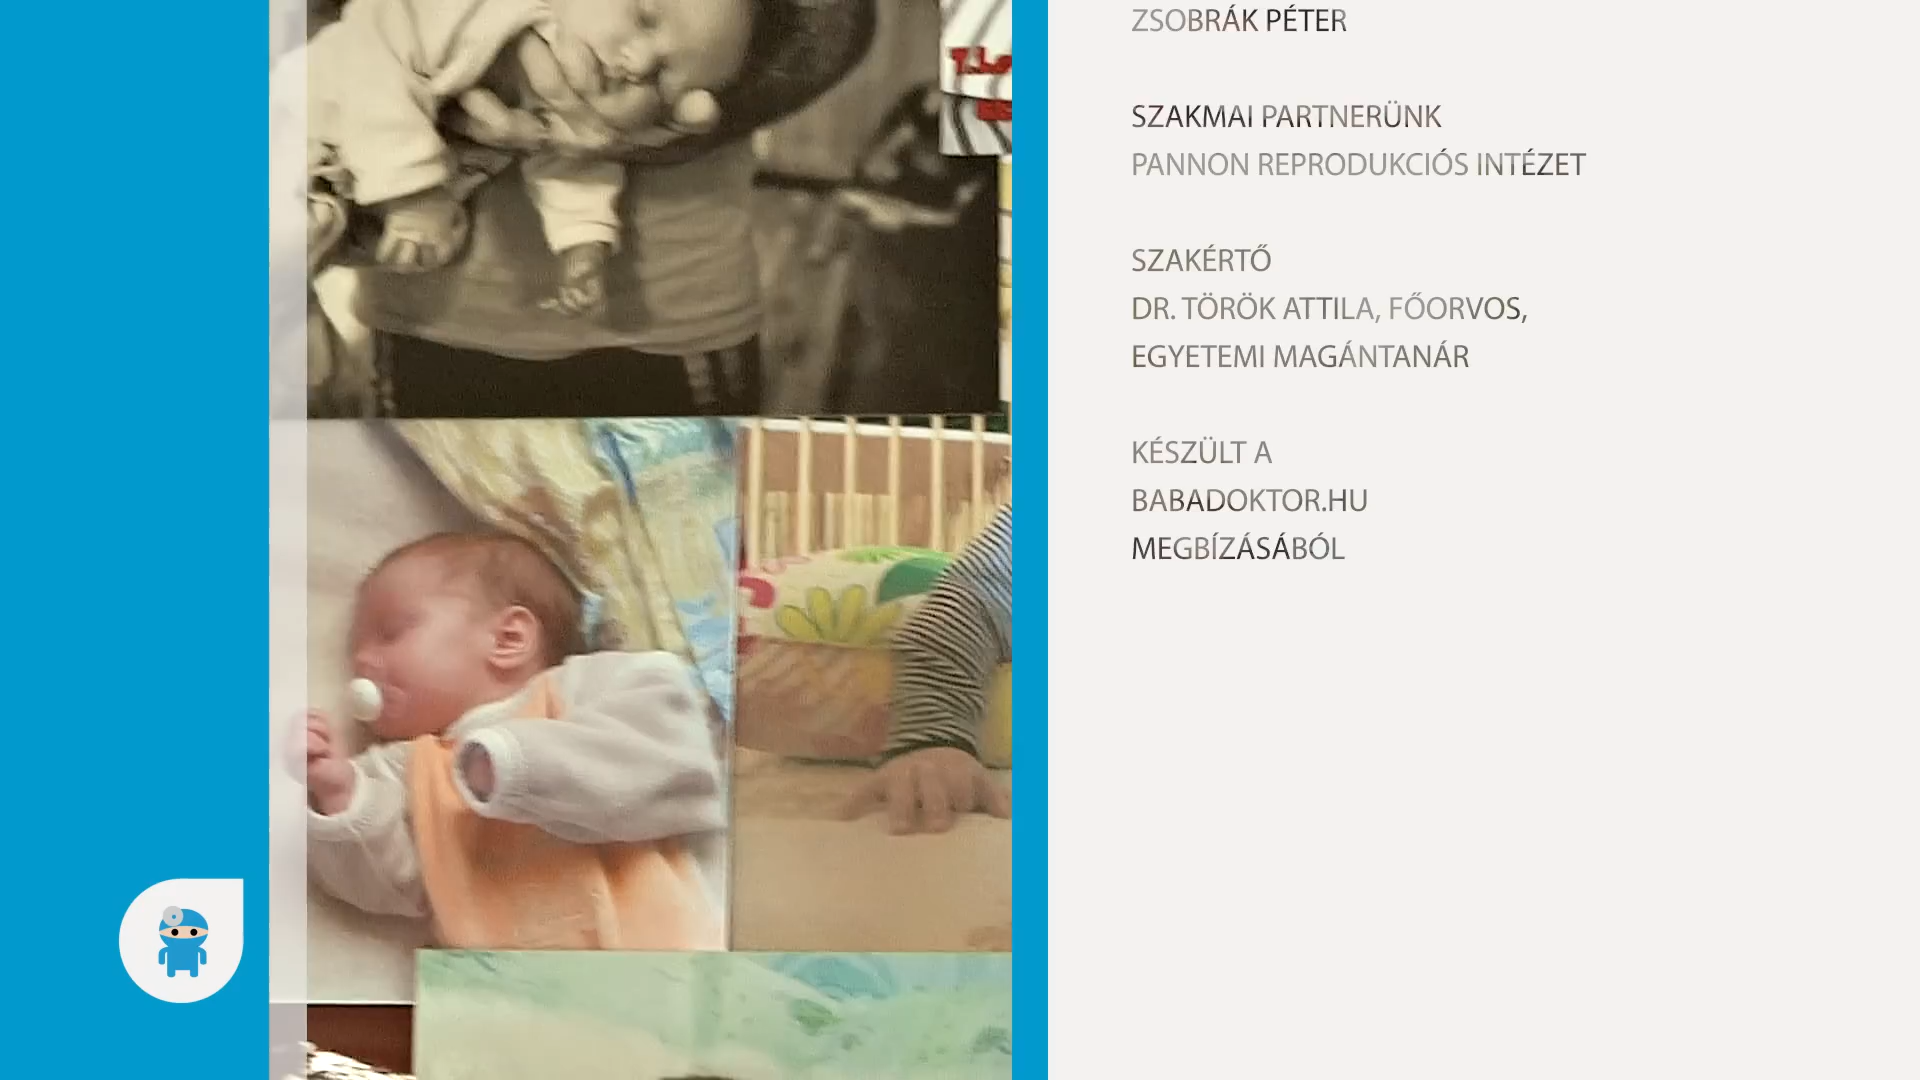 ZSOBRÁK PÉTER
SZAKMAI PARTNERÜNK
PANNON REPRODUKCIÓS INTÉZET
SZAKÉRTŐ
DR. TÖRÖK ATTILA, FŐORVOS,
EGYETEMI MAGÁNTANÁR
KÉSZÜLT A
BABADOKTOR.HU
MEGBÍZÁSÁBÓL